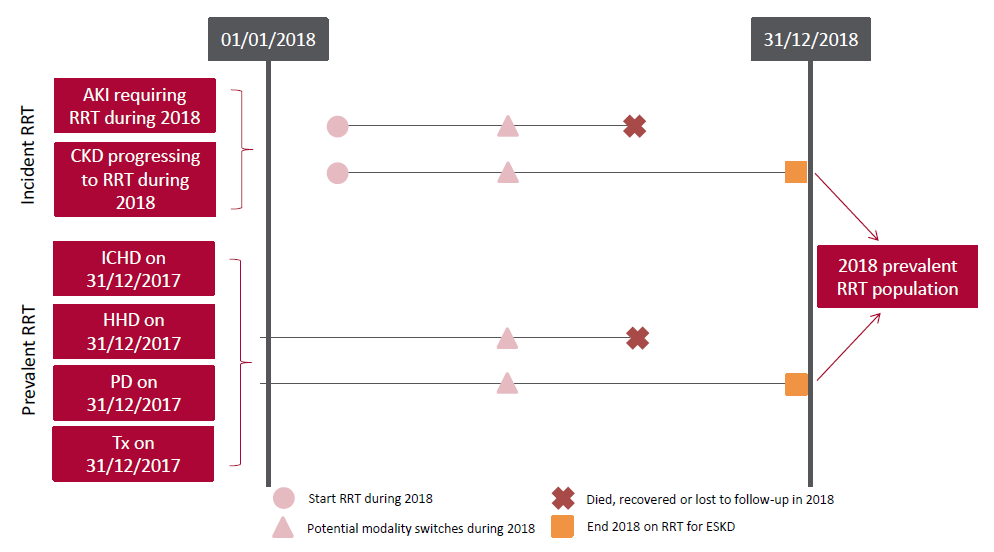 01/01/2018
31/12/2018
Incident RRT
AKI requiring
RRT during 2018
CKD progressing
to RRT during
2018
Prevalent RRT
ICHD on
31/12/2017
HHD on
31/12/2017
PD on
31/12/2017
Tx on
31/12/2017
2018 prevalent
RRT population
Start RRT during 2018
Potential modality switches during 2018
Died, recovered or lost to follow-up in 2018
End 2018 on RRT for ESKD